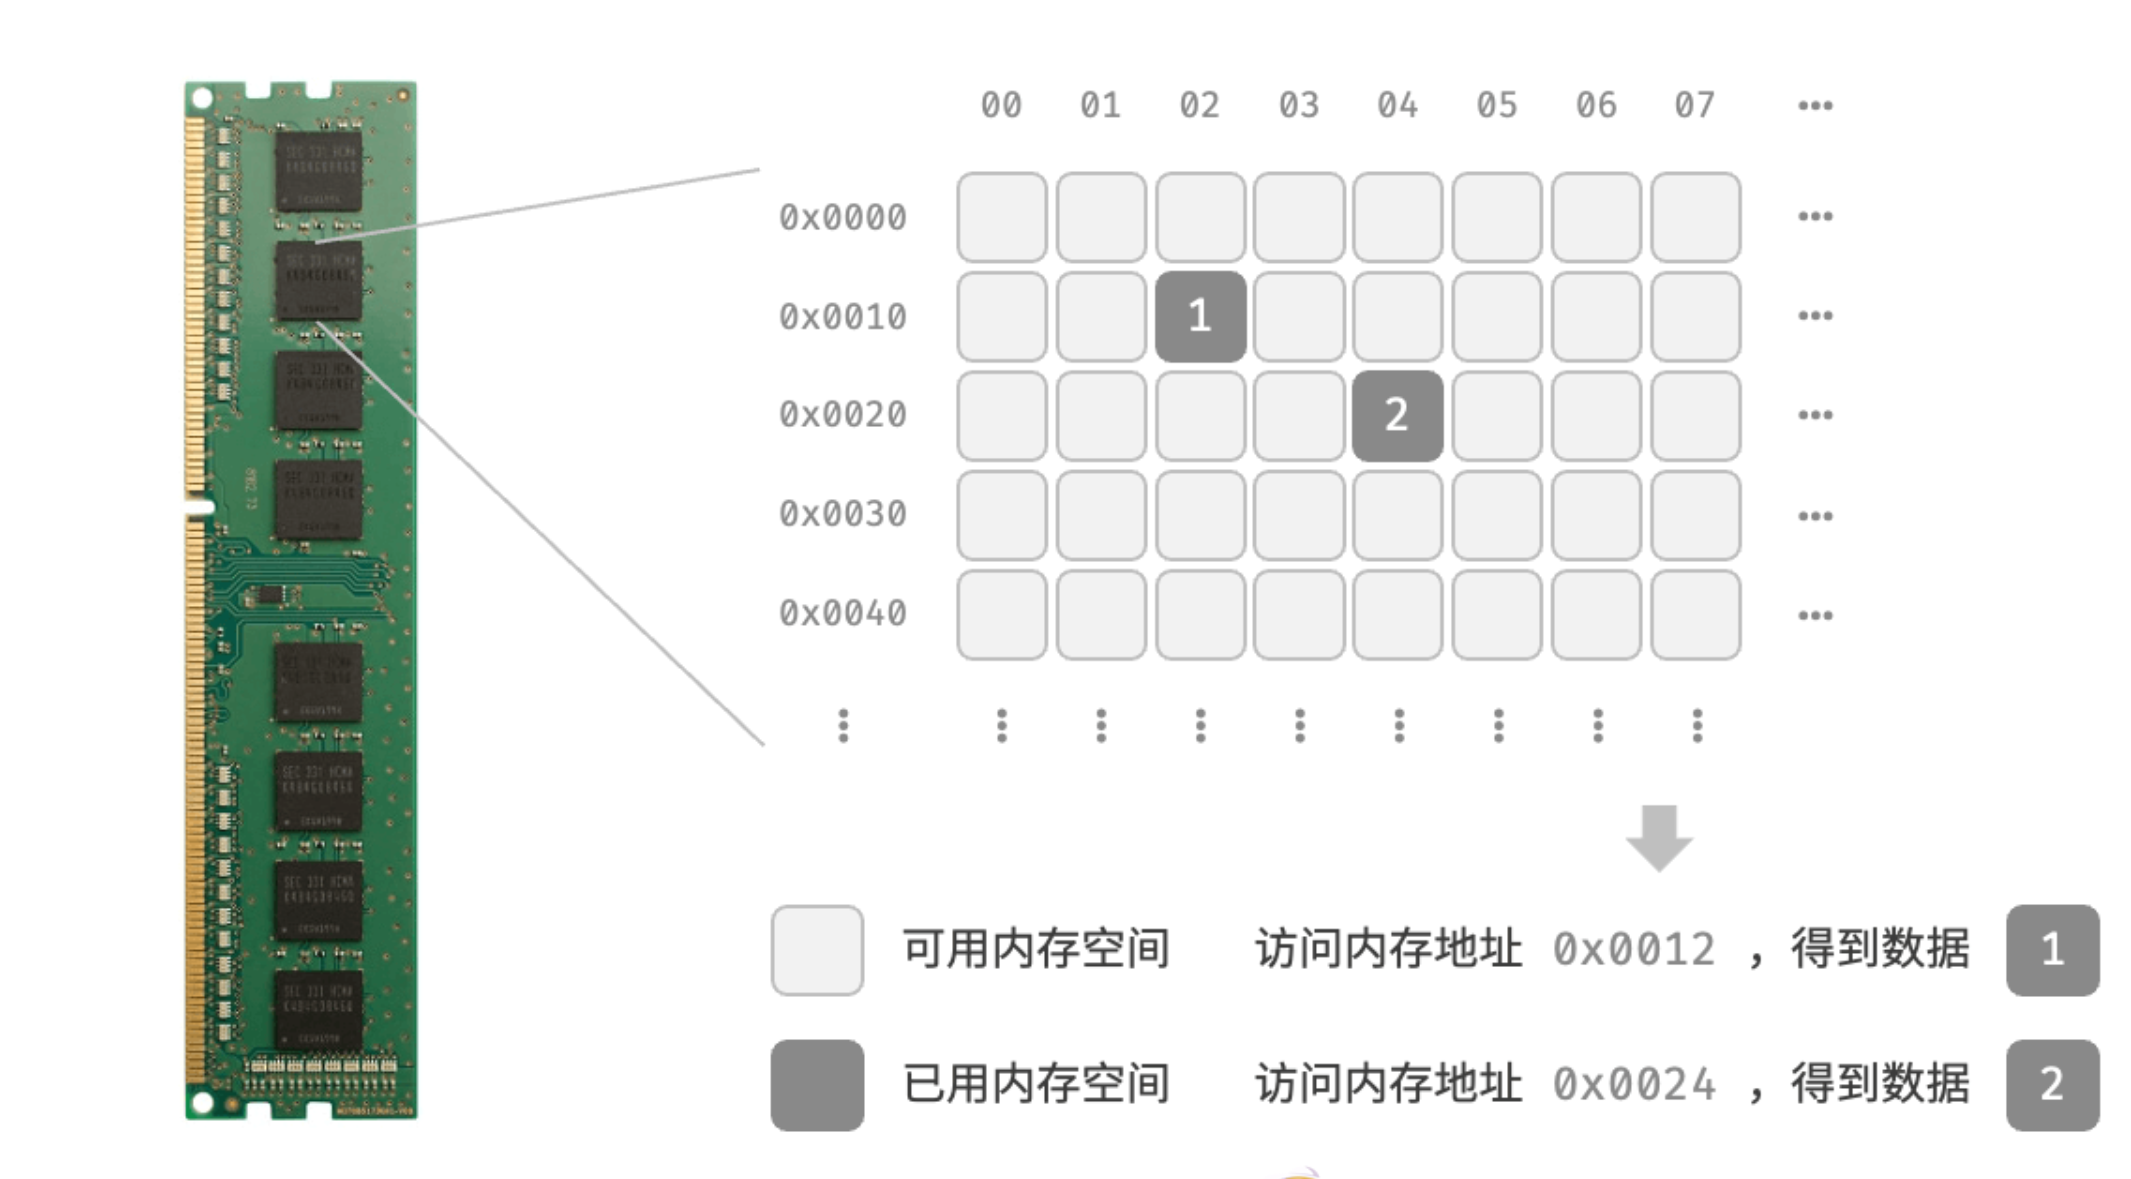 00 01 02 03 04 05 06 07 ...
0x0000 ...
0x0010 1 ...
0x0020 2 ...
0x0030 ...
0x0040 ...
可用内存空间 访问内存地址 0x0012 ，得到数据 1
已用内存空间 访问内存地址 0x0024 ，得到数据 2